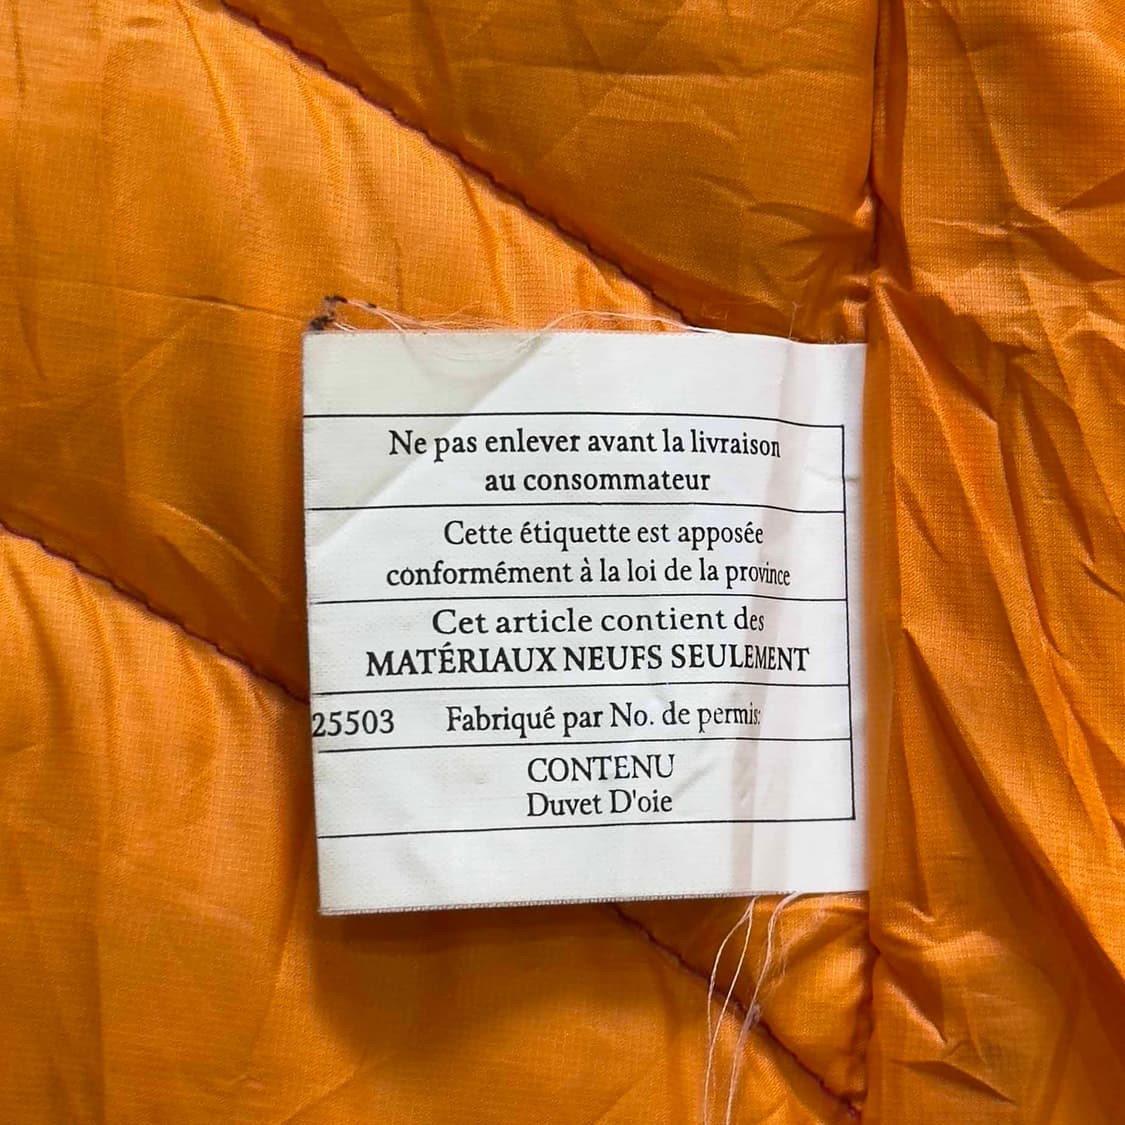 Ne pas enlever avant la livraison
au consommateur
Cette étiquette est apposée
conformément à la loi de la province
Cet article contient des
MATÉRIAUX NEUFS SEULEMENT
25503 Fabriqué par No. de permis:
CONTENU
Duvet D'oie